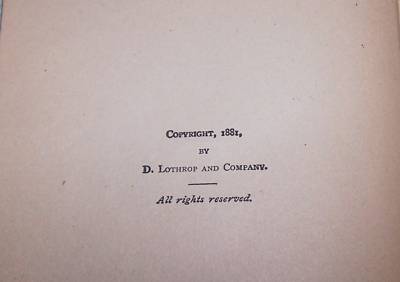 COPYRIGHT, 1881,
BY
D. LOTHROP AND COMPANY.
All rights reserved.